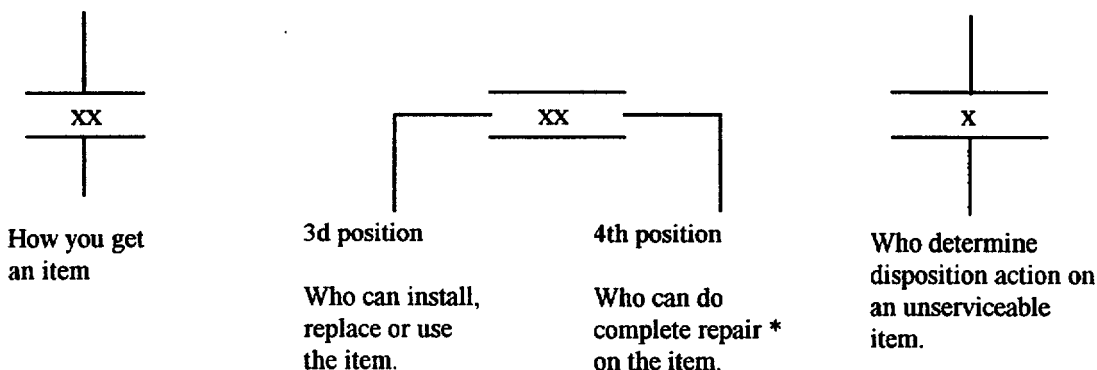 XX
XX
X
How you get
an item
3d position
Who can install,
replace or use
the item.
4th position
Who can do
complete repair *
on the item.
Who determine
disposition action on
an unserviceable
item.